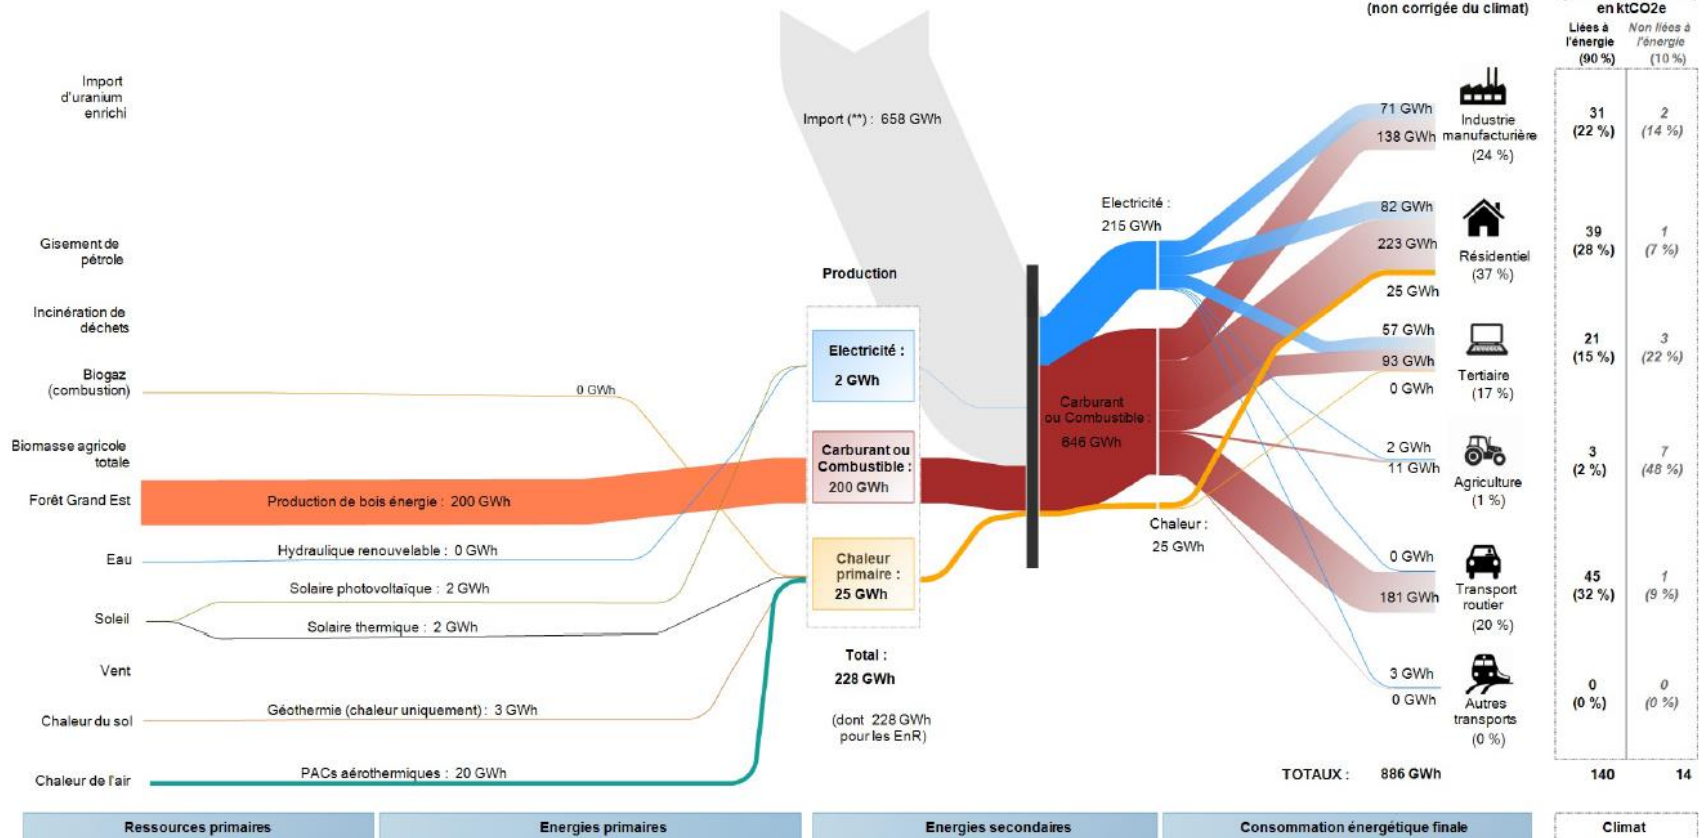 (non corrigée du climat)
en ktCO2e
Liées à
l'énergie
(90 %)
Non liées à
l'énergie
(10 %)
Import
d'uranium
enrichi
Gisement de
pétrole
Incinération de
déchets
Biogaz
(combustion)
Biomasse agricole
totale
Forêt Grand Est
Eau
Soleil
Vent
Chaleur du sol
Chaleur de l'air
0 GWh
Production de bois énergie : 200 GWh
Hydraulique renouvelable : 0 GWh
Solaire photovoltaïque : 2 GWh
Solaire thermique : 2 GWh
Géothermie (chaleur uniquement) : 3 GWh
PACs aérothermiques : 20 GWh
Import (**) : 658 GWh
Production
Electricité :
2 GWh
Carburant ou
Combustible :
200 GWh
Chaleur
primaire :
25 GWh
Total :
228 GWh
(dont 228 GWh
pour les EnR)
Electricité :
215 GWh
Carburant
ou Combustible :
646 GWh
Chaleur :
25 GWh
71 GWh
138 GWh
Industrie
manufacturière
(24 %)
31
(22 %)
2
(14 %)
82 GWh
223 GWh
25 GWh
Résidentiel
(37 %)
39
(28 %)
1
(7 %)
57 GWh
93 GWh
0 GWh
Tertiaire
(17 %)
21
(15 %)
3
(22 %)
2 GWh
11 GWh
Agriculture
(1 %)
3
(2 %)
7
(48 %)
0 GWh
181 GWh
Transport
routier
(20 %)
45
(32 %)
1
(9 %)
3 GWh
0 GWh
Autres
transports
(0 %)
0
(0 %)
0
(0 %)
TOTAUX : 886 GWh
140
14
Ressources primaires
Energies primaires
Energies secondaires
Consommation énergétique finale
Climat